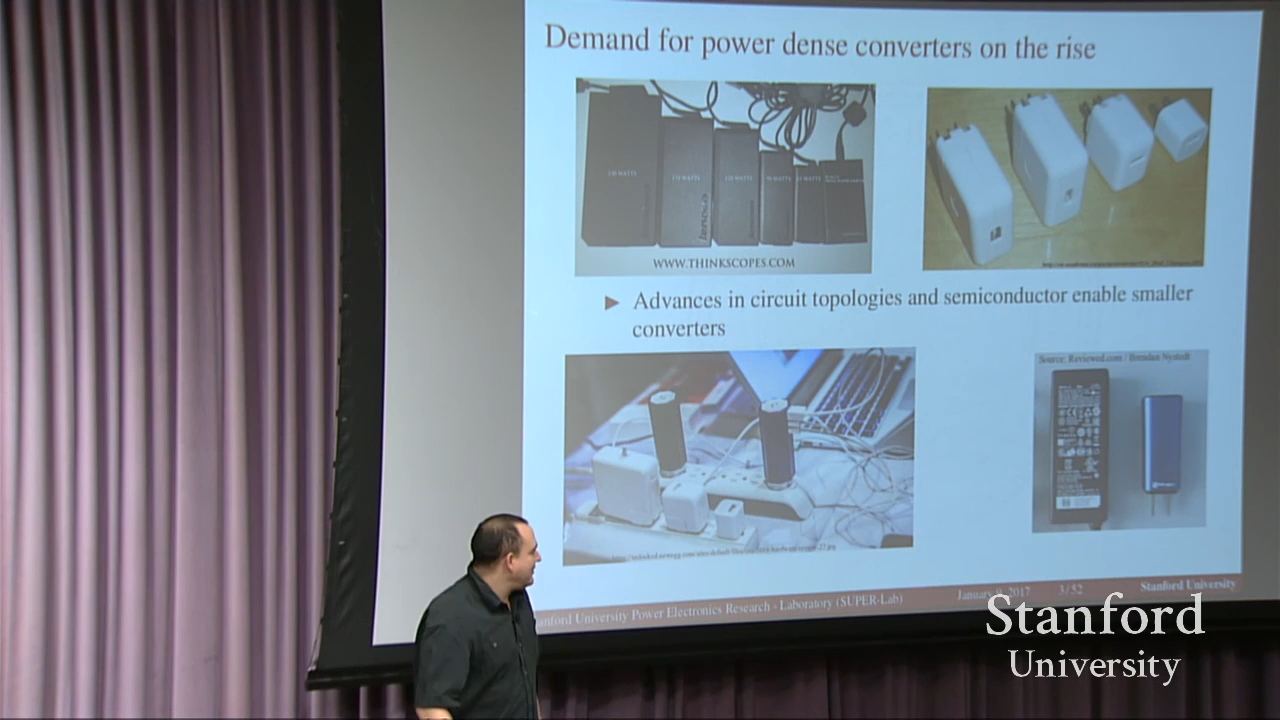 Demand for power dense converters on the rise
WWW.THINKSCOPES.COM
Advances in circuit topologies and semiconductor enable smaller
converters
Source: Reviewed.com / Brendan Nystedt
lenovo
Stanford University Power Electronics Research - Laboratory (SUPER-Lab)
2017
3/52
Stanford University
Stanford
University